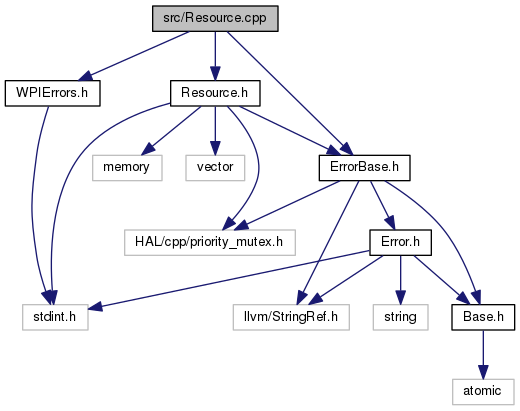 src/Resource.cpp
WPIErrors.h
Resource.h
memory
vector
ErrorBase.h
HAL/cpp/priority_mutex.h
Error.h
stdint.h
llvm/StringRef.h
string
Base.h
atomic